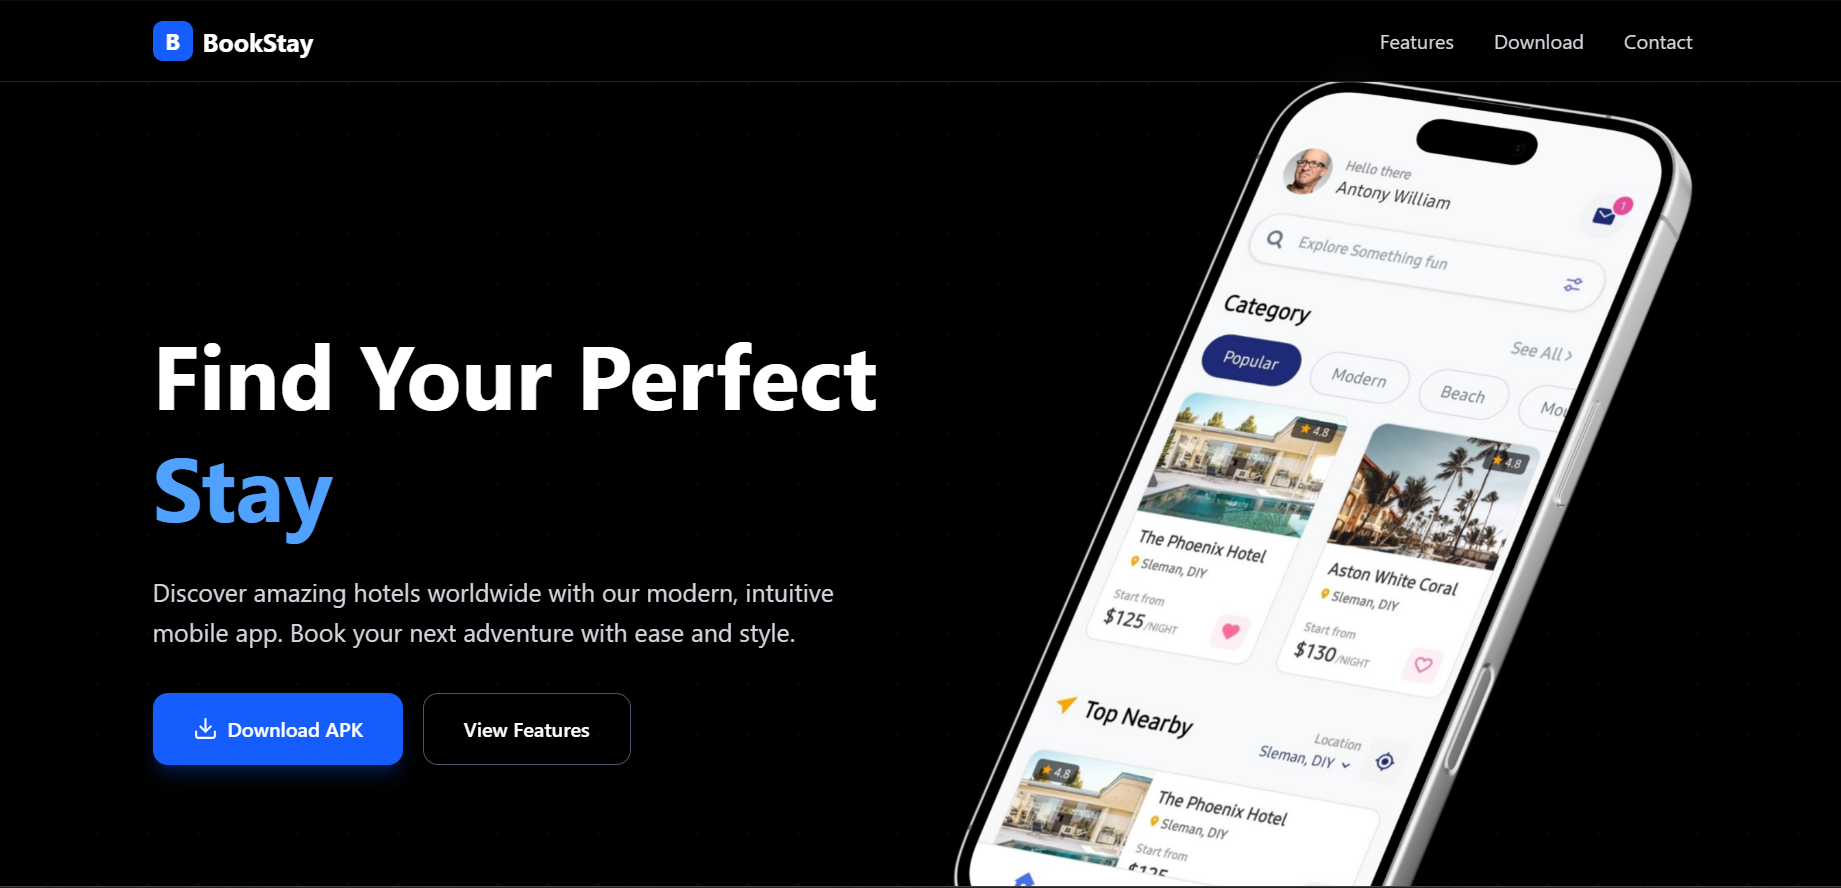 B BookStay
Features Download Contact
Find Your Perfect
Stay
Discover amazing hotels worldwide with our modern, intuitive
mobile app. Book your next adventure with ease and style.
Download APK
View Features
Hello there
Antony William
1
Explore Something fun
Category
See All
Popular
Modern
Beach
Mou
4.8
The Phoenix Hotel
Sleman, DIY
Start from
$125/NIGHT
4.8
Aston White Coral
Sleman, DIY
Start from
$130/NIGHT
Top Nearby
Location
Sleman, DIY
4.8
The Phoenix Hotel
Sleman, DIY
Start from
$125